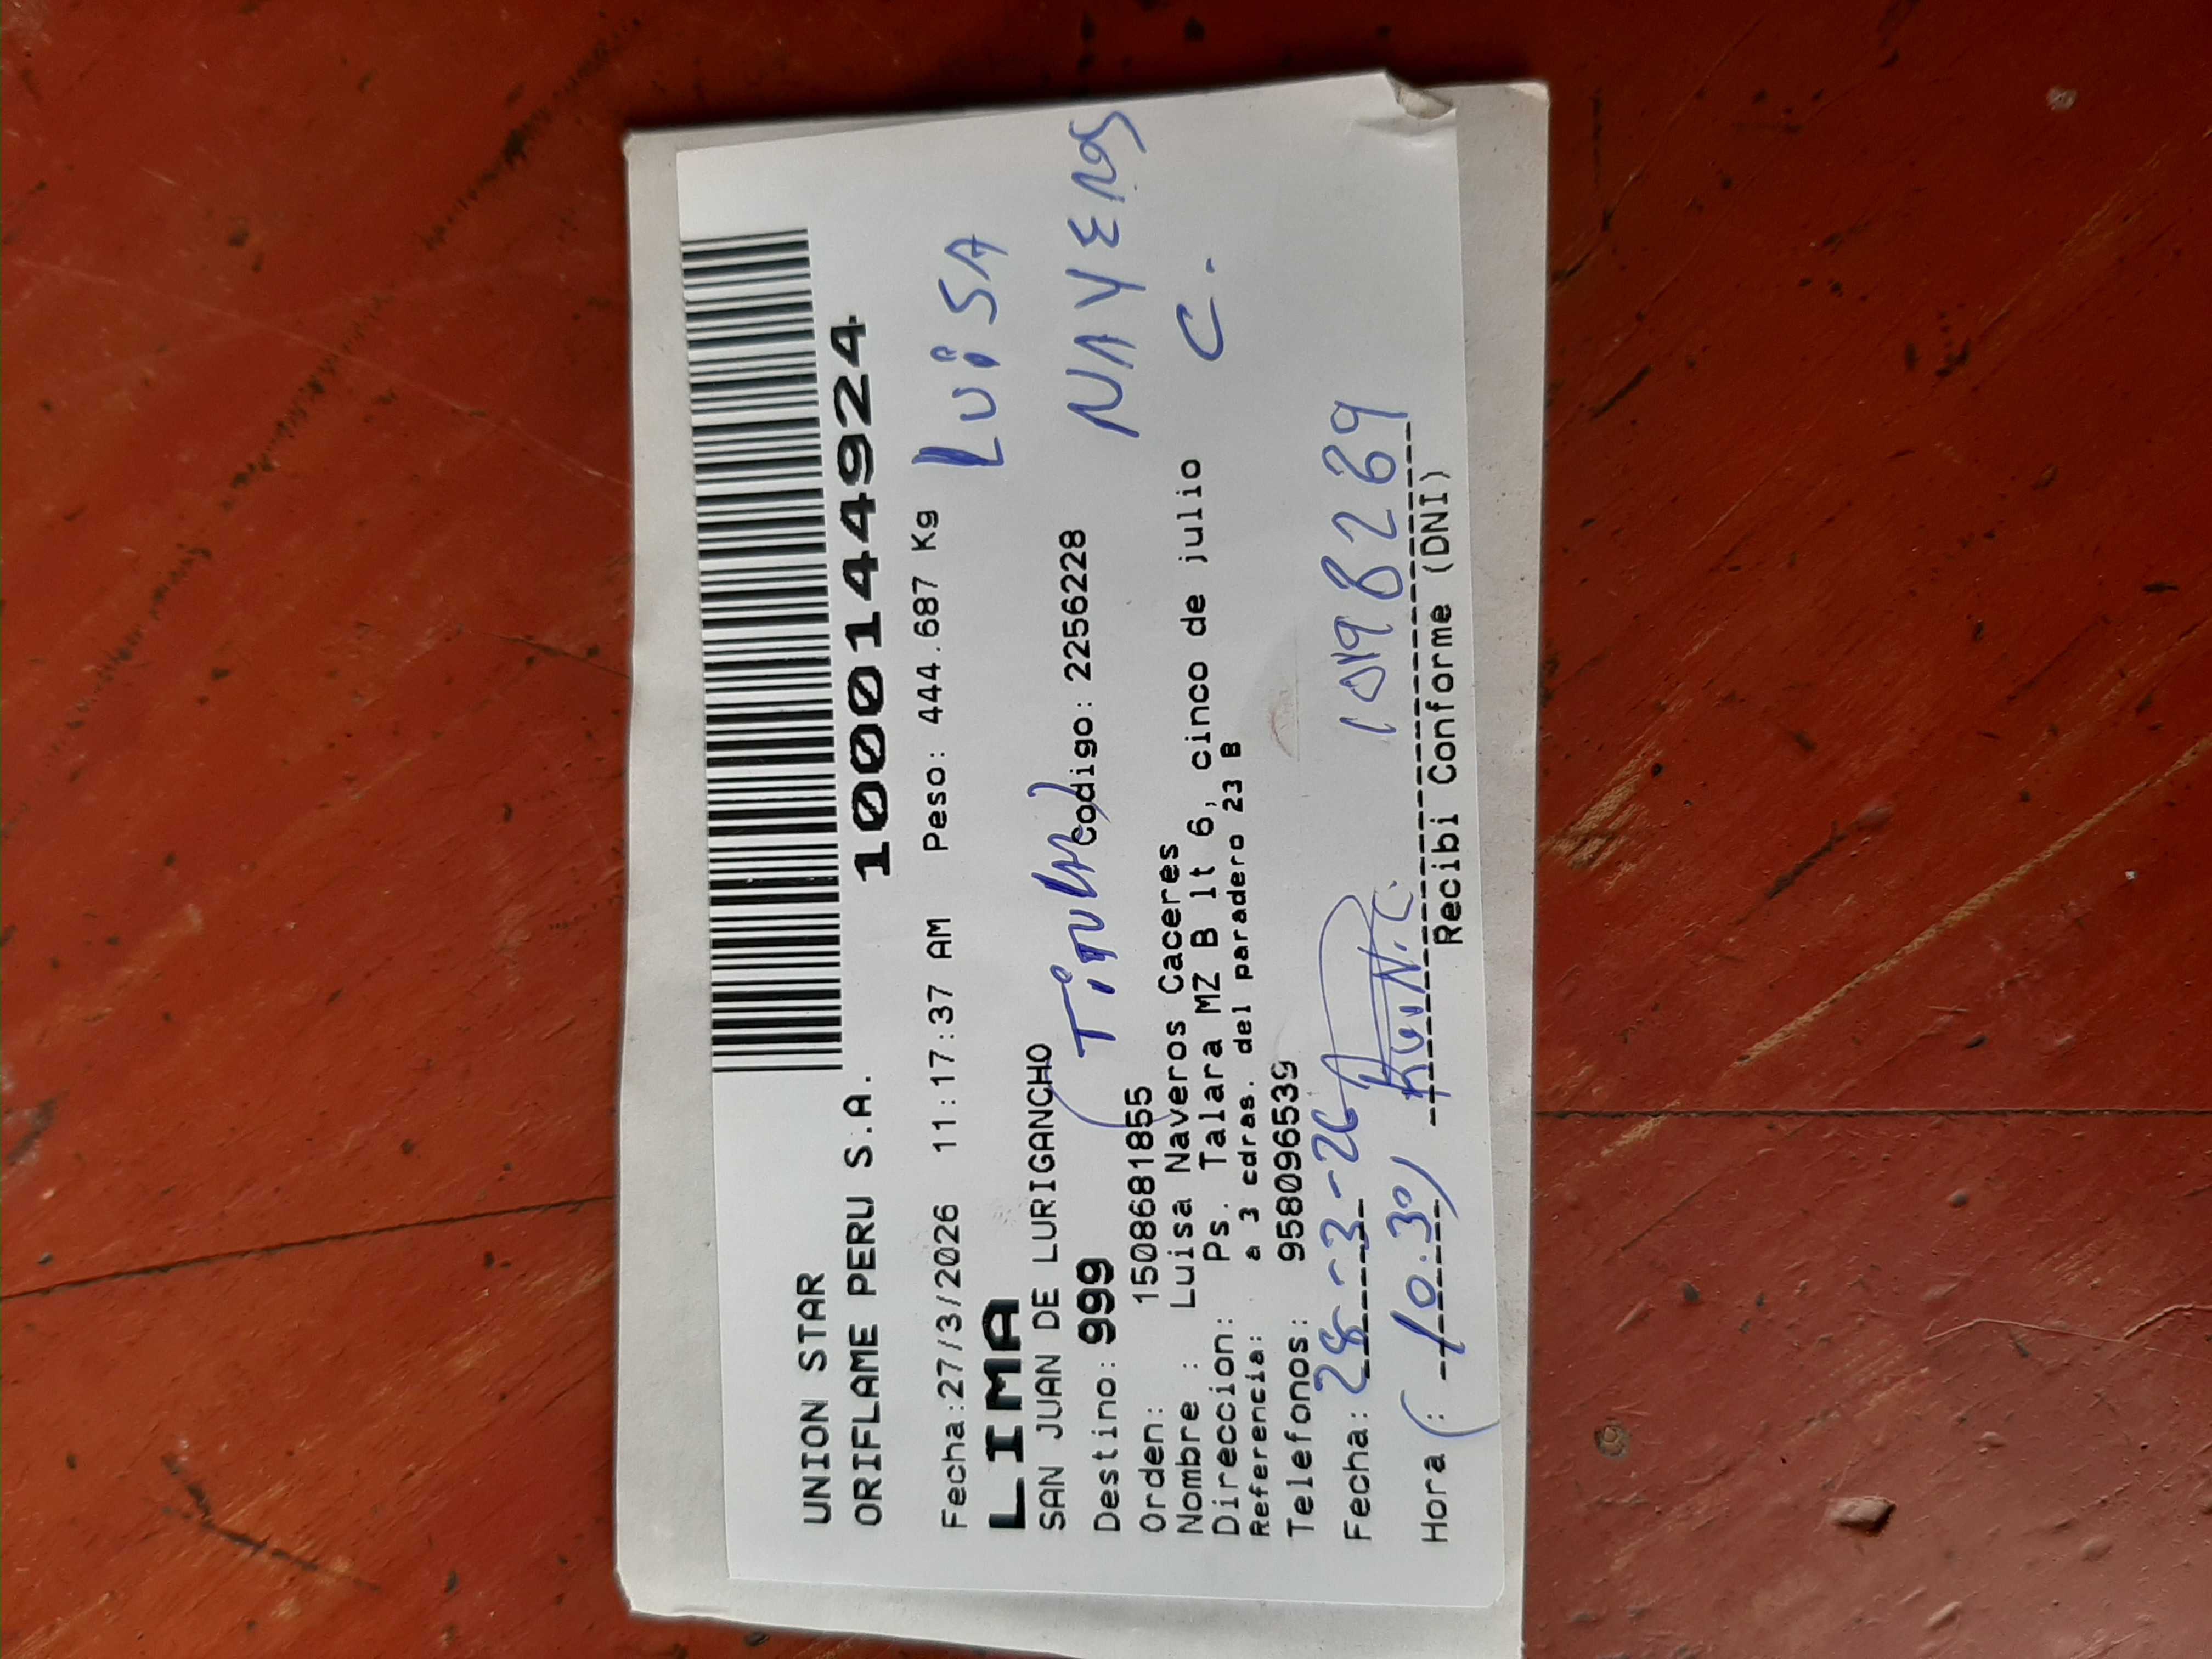 UNION STAR
ORIFLAME PERU S.A. 1000144924
Fecha:27/3/2026 11:17:37 AM Peso: 444.687 Kg
LUiSA
LIMA
SAN JUAN DE LURIGANCHO
(TiTULAR)
NAVEROS
C.
Destino: 999 Codigo: 2256228
Orden: 1508681855
Nombre : Luisa Naveros Caceres
Direccion: Ps. Talara MZ B lt 6, cinco de julio
Referencia: a 3 cdras. del paradero 23 B
Telefonos: 958096539
Fecha: 28-3-26
10198269
Hora : (10:30)
Recibi Conforme (DNI)